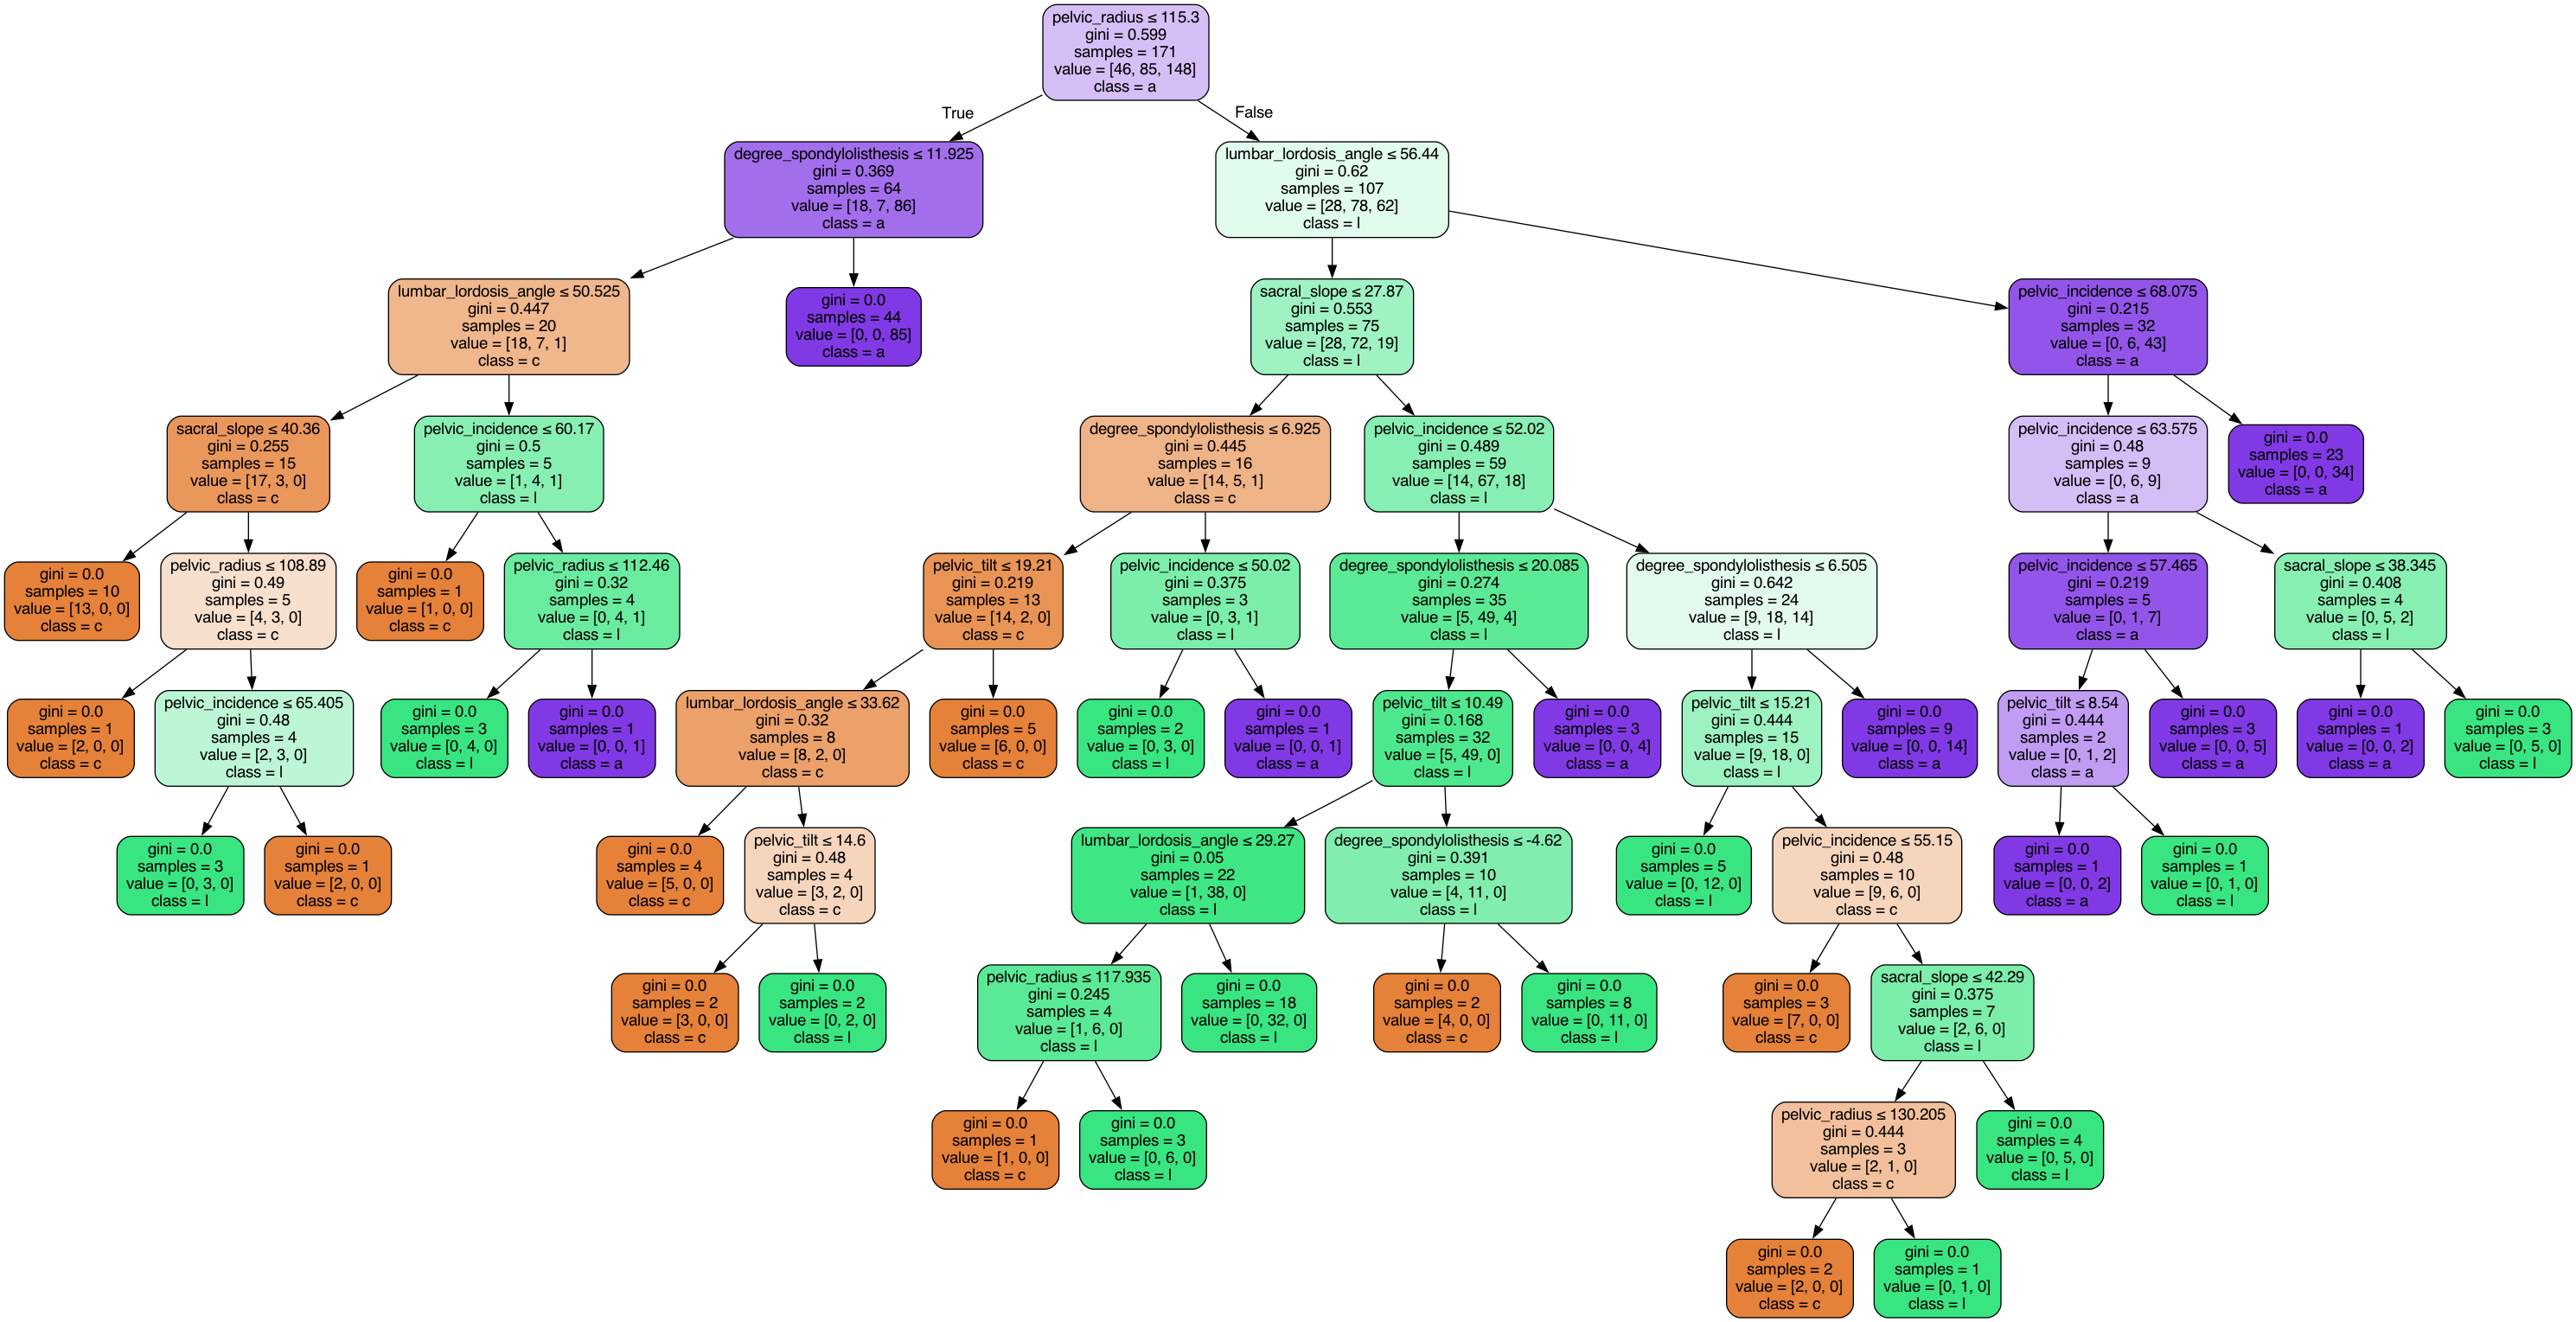 pelvic_radius ≤ 115.3
gini = 0.599
samples = 171
value = [46, 85, 148]
class = a
True
False
degree_spondylolisthesis ≤ 11.925
gini = 0.369
samples = 64
value = [18, 7, 86]
class = a
lumbar_lordosis_angle ≤ 56.44
gini = 0.62
samples = 107
value = [28, 78, 62]
class = l
lumbar_lordosis_angle ≤ 50.525
gini = 0.447
samples = 20
value = [18, 7, 1]
class = c
gini = 0.0
samples = 44
value = [0, 0, 85]
class = a
sacral_slope ≤ 27.87
gini = 0.553
samples = 75
value = [28, 72, 19]
class = l
pelvic_incidence ≤ 68.075
gini = 0.215
samples = 32
value = [0, 6, 43]
class = a
sacral_slope ≤ 40.36
gini = 0.255
samples = 15
value = [17, 3, 0]
class = c
pelvic_incidence ≤ 60.17
gini = 0.5
samples = 5
value = [1, 4, 1]
class = l
degree_spondylolisthesis ≤ 6.925
gini = 0.445
samples = 16
value = [14, 5, 1]
class = c
pelvic_incidence ≤ 52.02
gini = 0.489
samples = 59
value = [14, 67, 18]
class = l
pelvic_incidence ≤ 63.575
gini = 0.48
samples = 9
value = [0, 6, 9]
class = a
gini = 0.0
samples = 23
value = [0, 0, 34]
class = a
gini = 0.0
samples = 10
value = [13, 0, 0]
class = c
pelvic_radius ≤ 108.89
gini = 0.49
samples = 5
value = [4, 3, 0]
class = c
gini = 0.0
samples = 1
value = [1, 0, 0]
class = c
pelvic_radius ≤ 112.46
gini = 0.32
samples = 4
value = [0, 4, 1]
class = l
pelvic_tilt ≤ 19.21
gini = 0.219
samples = 13
value = [14, 2, 0]
class = c
pelvic_incidence ≤ 50.02
gini = 0.375
samples = 3
value = [0, 3, 1]
class = l
degree_spondylolisthesis ≤ 20.085
gini = 0.274
samples = 35
value = [5, 49, 4]
class = l
degree_spondylolisthesis ≤ 6.505
gini = 0.642
samples = 24
value = [9, 18, 14]
class = l
pelvic_incidence ≤ 57.465
gini = 0.219
samples = 5
value = [0, 1, 7]
class = a
sacral_slope ≤ 38.345
gini = 0.408
samples = 4
value = [0, 5, 2]
class = l
gini = 0.0
samples = 1
value = [2, 0, 0]
class = c
pelvic_incidence ≤ 65.405
gini = 0.48
samples = 4
value = [2, 3, 0]
class = l
gini = 0.0
samples = 3
value = [0, 4, 0]
class = l
gini = 0.0
samples = 1
value = [0, 0, 1]
class = a
lumbar_lordosis_angle ≤ 33.62
gini = 0.32
samples = 8
value = [8, 2, 0]
class = c
gini = 0.0
samples = 5
value = [6, 0, 0]
class = c
gini = 0.0
samples = 2
value = [0, 3, 0]
class = l
gini = 0.0
samples = 1
value = [0, 0, 1]
class = a
pelvic_tilt ≤ 10.49
gini = 0.168
samples = 32
value = [5, 49, 0]
class = l
gini = 0.0
samples = 3
value = [0, 0, 4]
class = a
pelvic_tilt ≤ 15.21
gini = 0.444
samples = 15
value = [9, 18, 0]
class = l
gini = 0.0
samples = 9
value = [0, 0, 14]
class = a
pelvic_tilt ≤ 8.54
gini = 0.444
samples = 2
value = [0, 1, 2]
class = a
gini = 0.0
samples = 3
value = [0, 0, 5]
class = a
gini = 0.0
samples = 1
value = [0, 0, 2]
class = a
gini = 0.0
samples = 3
value = [0, 5, 0]
class = l
gini = 0.0
samples = 3
value = [0, 3, 0]
class = l
gini = 0.0
samples = 1
value = [2, 0, 0]
class = c
gini = 0.0
samples = 4
value = [5, 0, 0]
class = c
pelvic_tilt ≤ 14.6
gini = 0.48
samples = 4
value = [3, 2, 0]
class = c
lumbar_lordosis_angle ≤ 29.27
gini = 0.05
samples = 22
value = [1, 38, 0]
class = l
degree_spondylolisthesis ≤ -4.62
gini = 0.391
samples = 10
value = [4, 11, 0]
class = l
gini = 0.0
samples = 5
value = [0, 12, 0]
class = l
pelvic_incidence ≤ 55.15
gini = 0.48
samples = 10
value = [9, 6, 0]
class = c
gini = 0.0
samples = 1
value = [0, 0, 2]
class = a
gini = 0.0
samples = 1
value = [0, 1, 0]
class = l
gini = 0.0
samples = 2
value = [3, 0, 0]
class = c
gini = 0.0
samples = 2
value = [0, 2, 0]
class = l
pelvic_radius ≤ 117.935
gini = 0.245
samples = 4
value = [1, 6, 0]
class = l
gini = 0.0
samples = 18
value = [0, 32, 0]
class = l
gini = 0.0
samples = 2
value = [4, 0, 0]
class = c
gini = 0.0
samples = 8
value = [0, 11, 0]
class = l
gini = 0.0
samples = 3
value = [7, 0, 0]
class = c
sacral_slope ≤ 42.29
gini = 0.375
samples = 7
value = [2, 6, 0]
class = l
gini = 0.0
samples = 1
value = [1, 0, 0]
class = c
gini = 0.0
samples = 3
value = [0, 6, 0]
class = l
pelvic_radius ≤ 130.205
gini = 0.444
samples = 3
value = [2, 1, 0]
class = c
gini = 0.0
samples = 4
value = [0, 5, 0]
class = l
gini = 0.0
samples = 2
value = [2, 0, 0]
class = c
gini = 0.0
samples = 1
value = [0, 1, 0]
class = l